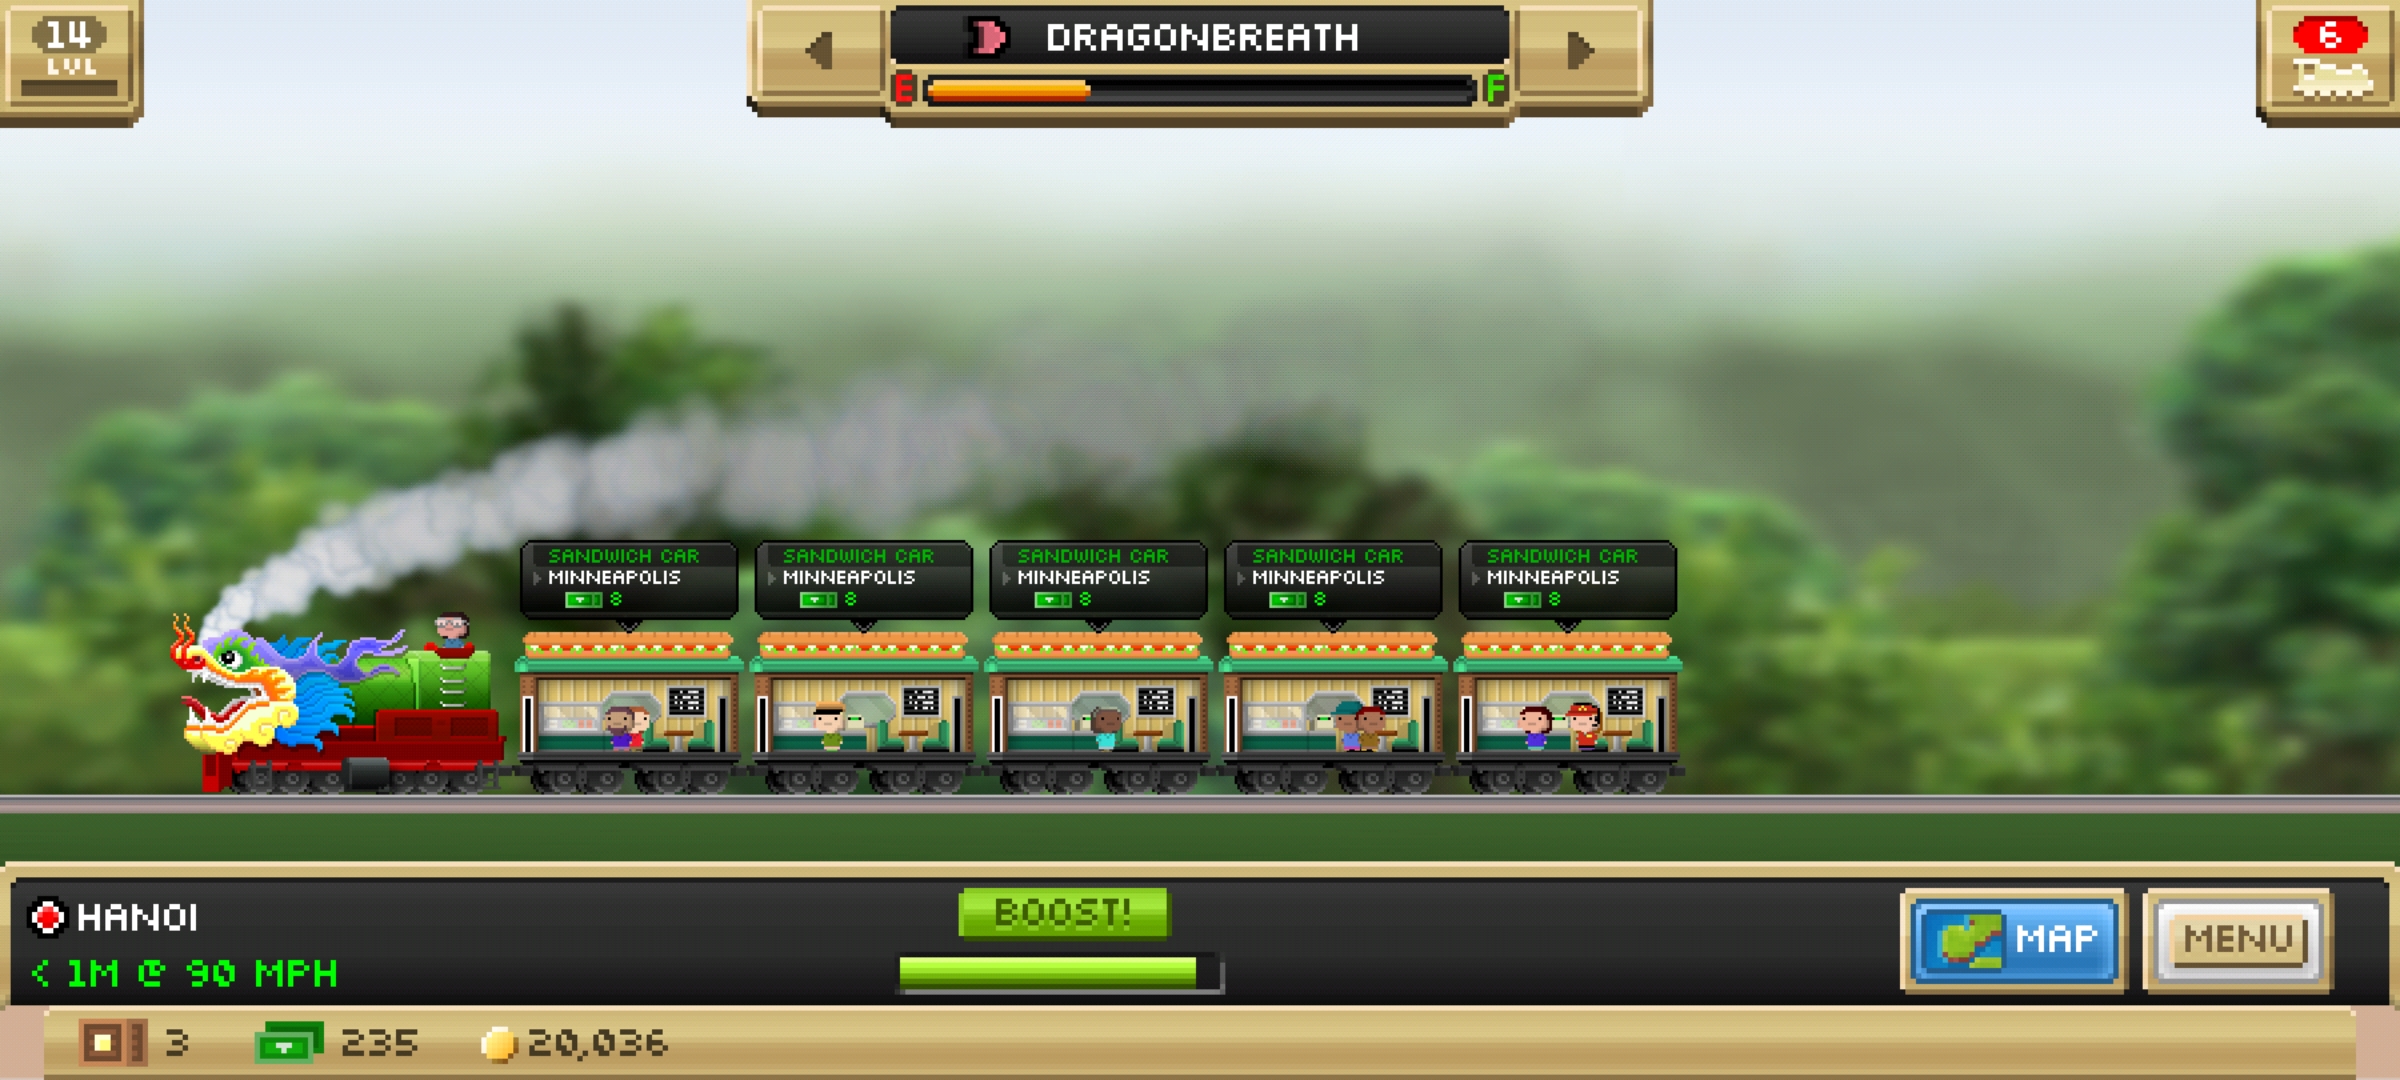 14
LVL
DRAGONBREATH
E F
6
SANDWICH CAR
MINNEAPOLIS
8
SANDWICH CAR
MINNEAPOLIS
8
SANDWICH CAR
MINNEAPOLIS
8
SANDWICH CAR
MINNEAPOLIS
8
SANDWICH CAR
MINNEAPOLIS
8
HANOI
< 1M @ 90 MPH
BOOST!
MAP
MENU
3
235
20,036